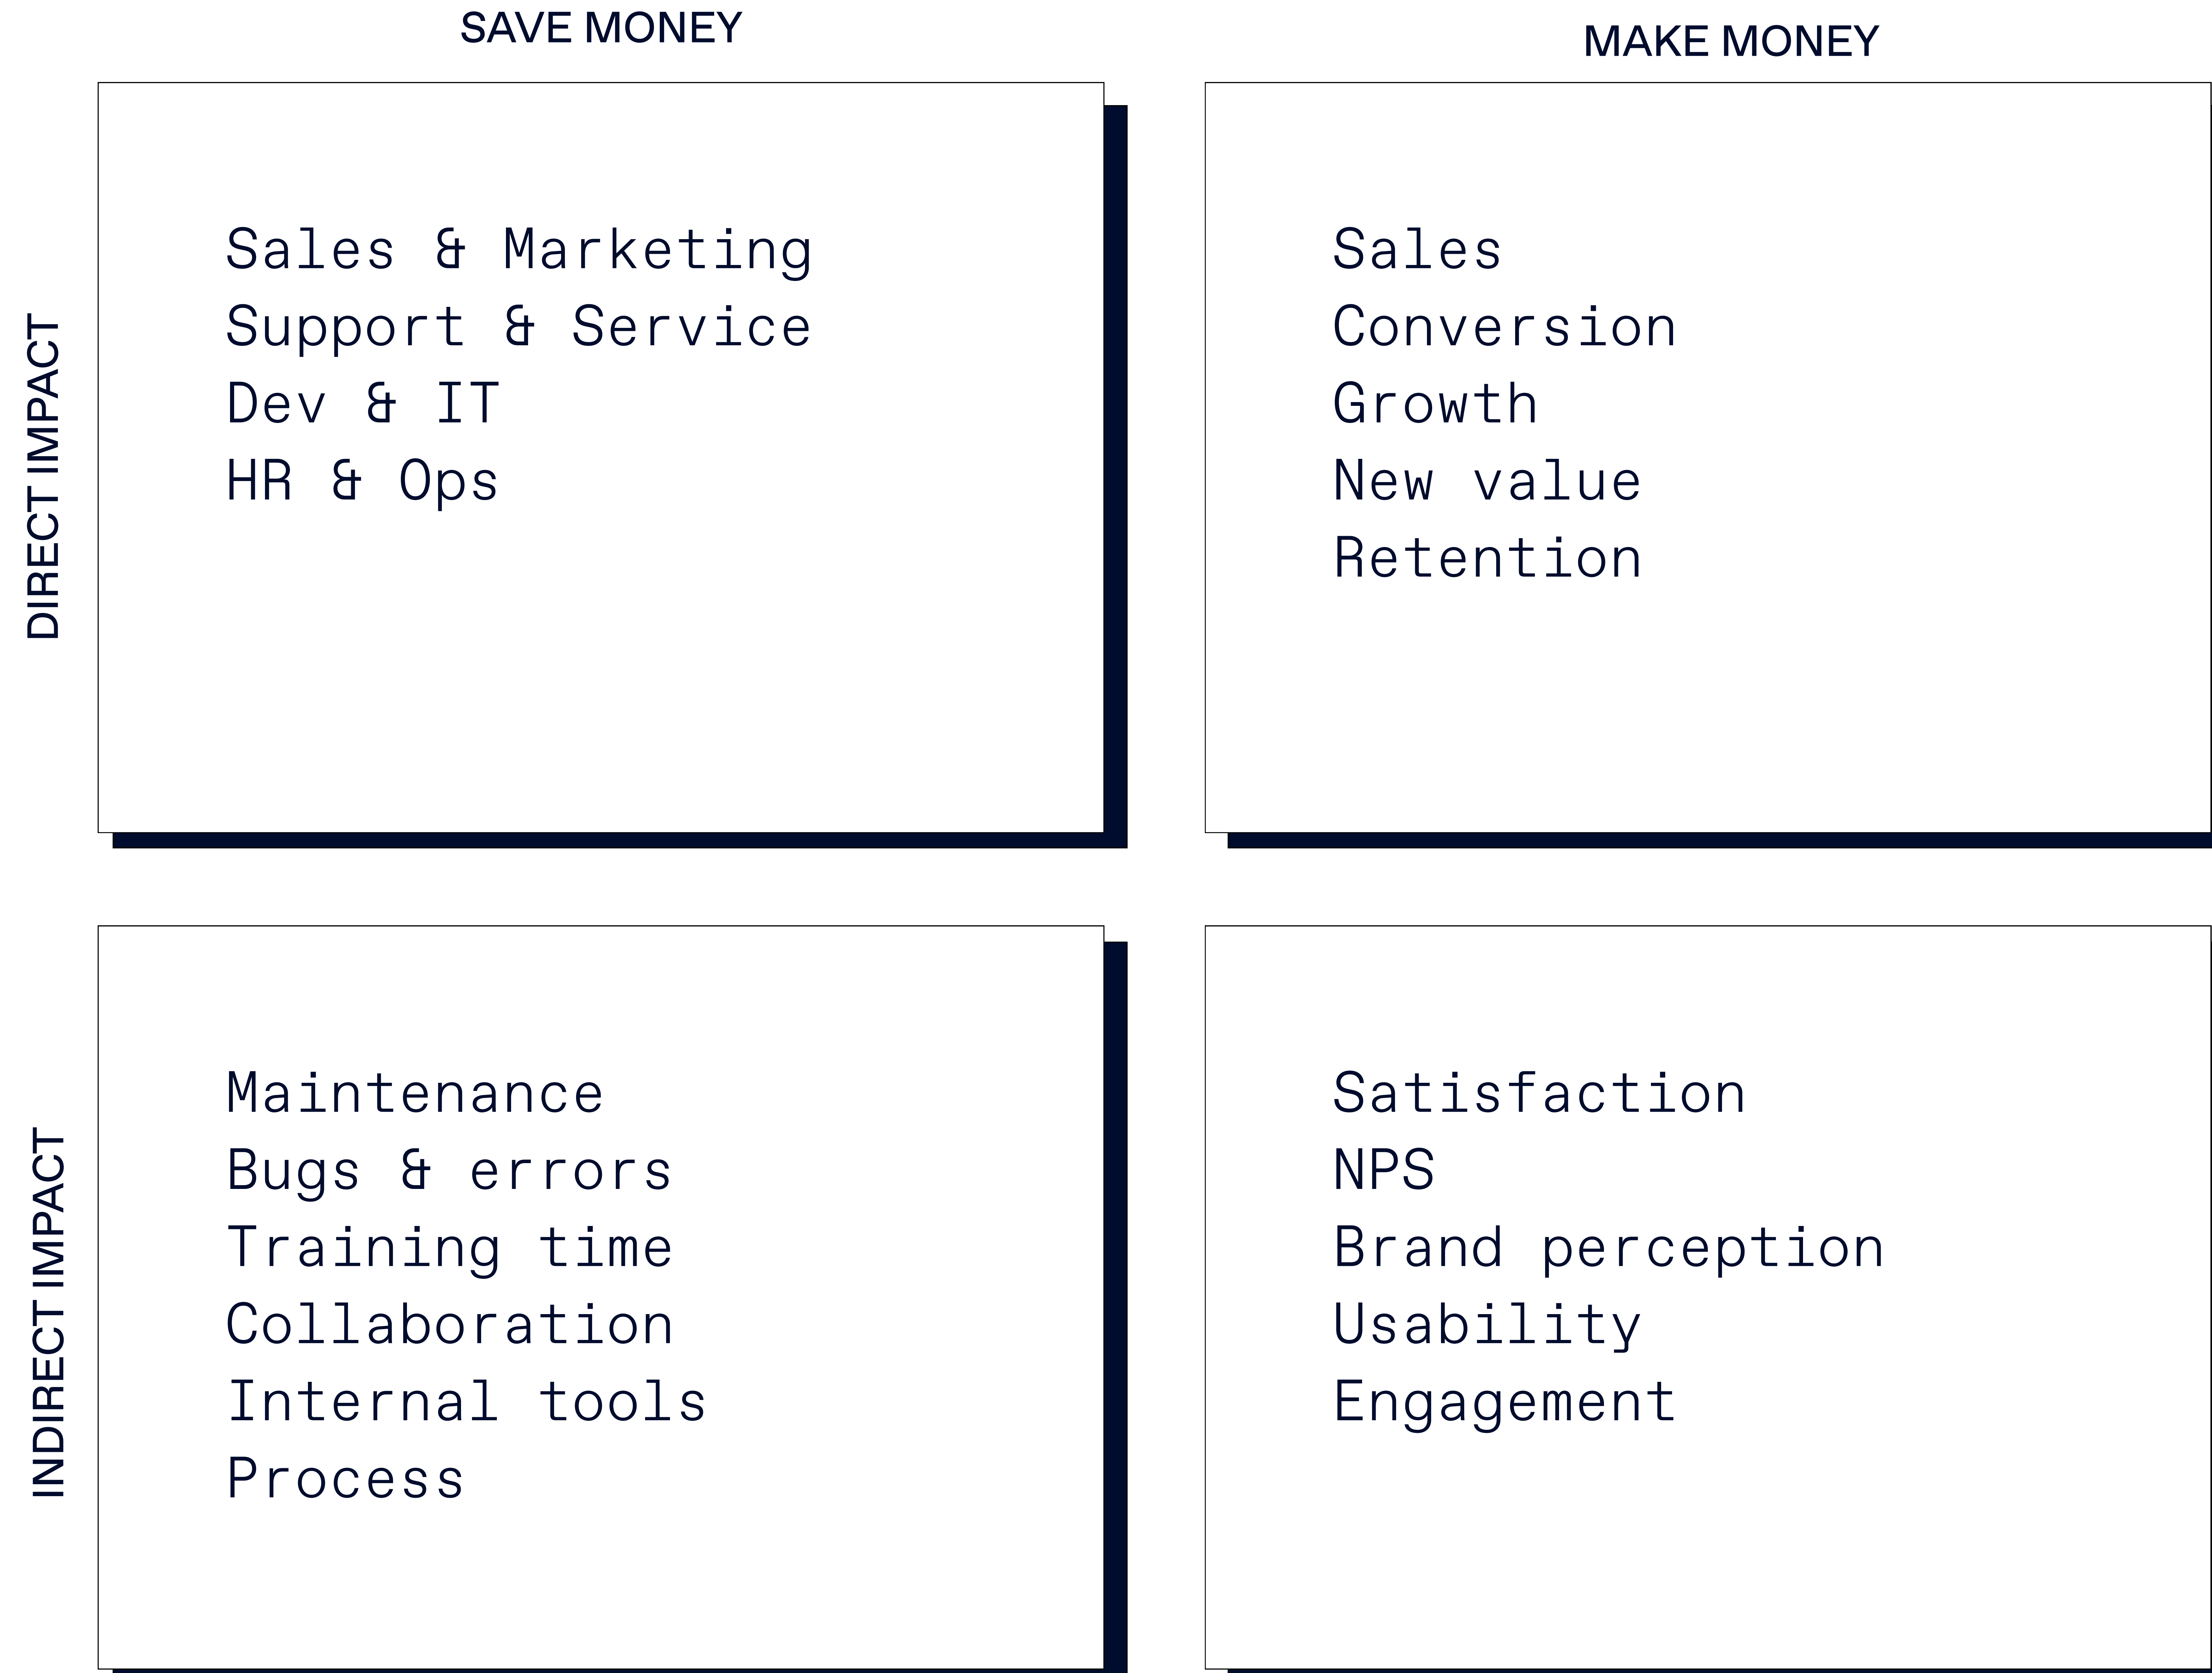 SAVE MONEY
MAKE MONEY
DIRECT IMPACT
Sales & Marketing
Support & Service
Dev & IT
HR & Ops
Sales
Conversion
Growth
New value
Retention
INDIRECT IMPACT
Maintenance
Bugs & errors
Training time
Collaboration
Internal tools
Process
Satisfaction
NPS
Brand perception
Usability
Engagement